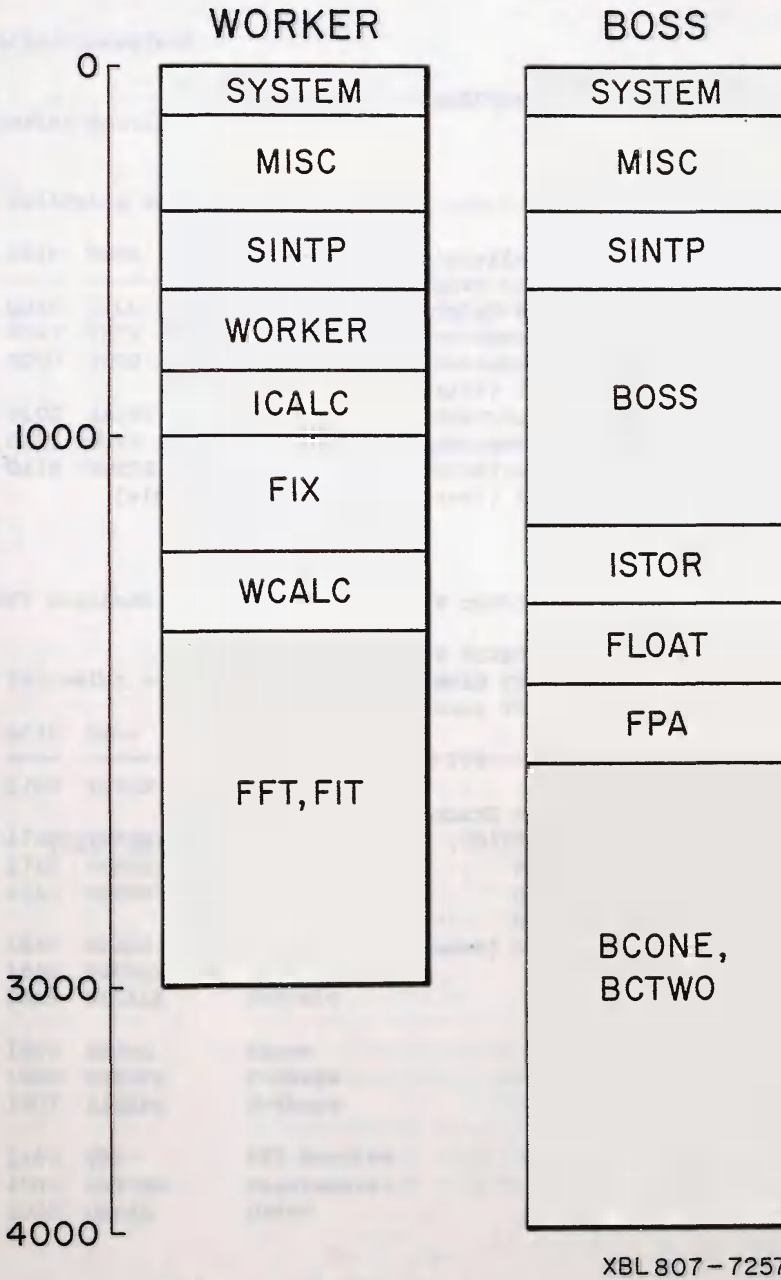 WORKER
BOSS
0
1000
3000
4000
SYSTEM
MISC
SINTP
WORKER
ICALC
FIX
WCALC
FFT, FIT
SYSTEM
MISC
SINTP
BOSS
ISTOR
FLOAT
FPA
BCONE,
BCTWO
XBL 807-7257